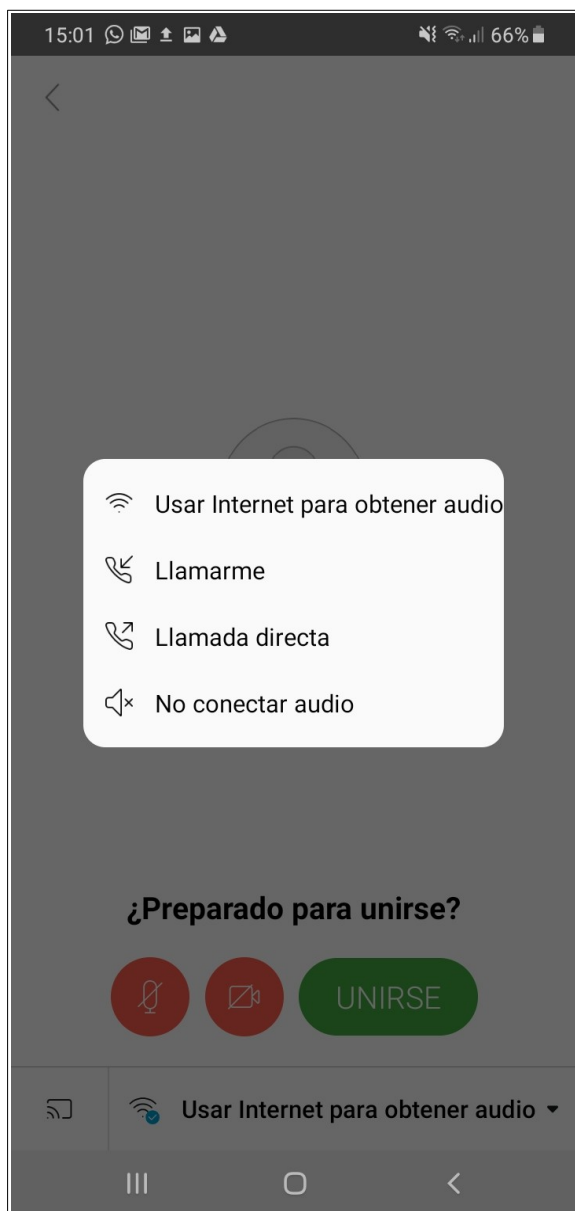 15:01
66%
Usar Internet para obtener audio
Llamarme
Llamada directa
No conectar audio
¿Preparado para unirse?
UNIRSE
Usar Internet para obtener audio